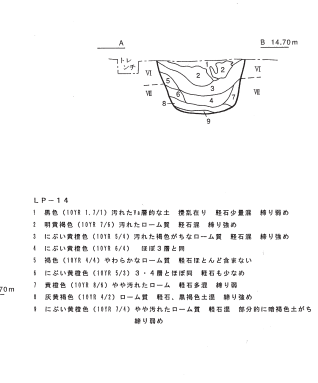 A
B 14.70m
トレンチ
Ⅵ
Ⅶ
Ⅵ
Ⅶ
1
2
2
2
3
4
5
6
7
8
9
LP-14
1 黒色 (10YR 1.7/1) 汚れたⅤa層的な土 撹乱在り 軽石少量混 締り弱め
2 明黄褐色 (10YR 7/6) 汚れたローム質 軽石混 締り強め
3 にぶい黄橙色 (10YR 5/4) 汚れた褐色がちなローム質 軽石混 締り強め
4 にぶい黄橙色 (10YR 6/4) ほぼ3層と同
5 褐色 (10YR 4/4) やわらかなローム質 軽石ほとんど含まない
6 にぶい黄橙色 (10YR 5/3) 3・4層とほぼ同 軽石も少なめ
7 黄橙色 (10YR 8/6) やや汚れたローム 軽石多混 締り弱
8 灰黄褐色 (10YR 4/2) ローム質 軽石、黒褐色土混 締り強め
9 にぶい黄橙色 (10YR 7/4) やや汚れたローム質 軽石混 部分的に暗褐色土がち
締り弱め
70m